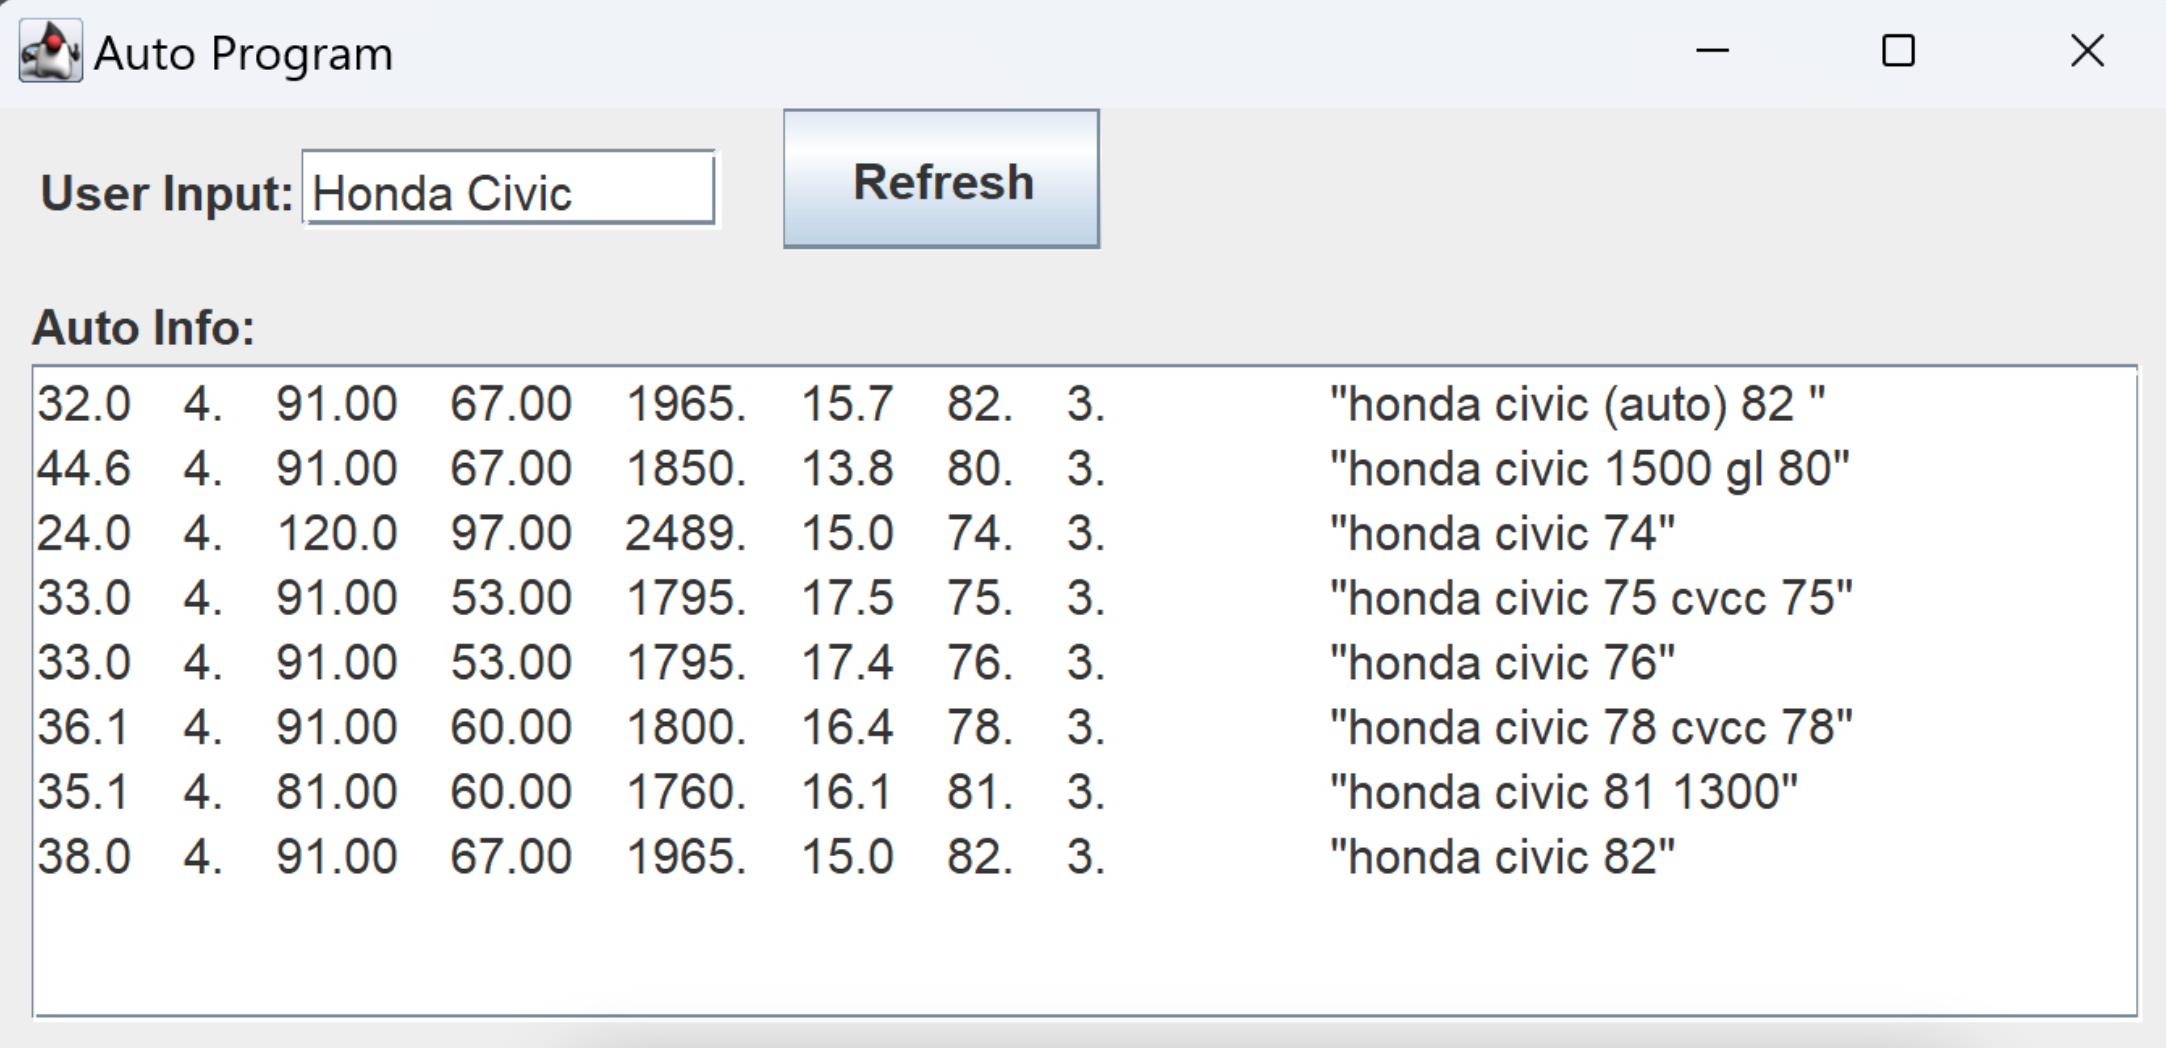 Auto Program
User Input: Honda Civic Refresh
Auto Info:
32.0 4. 91.00 67.00 1965. 15.7 82. 3. "honda civic (auto) 82 "
44.6 4. 91.00 67.00 1850. 13.8 80. 3. "honda civic 1500 gl 80"
24.0 4. 120.0 97.00 2489. 15.0 74. 3. "honda civic 74"
33.0 4. 91.00 53.00 1795. 17.5 75. 3. "honda civic 75 cvcc 75"
33.0 4. 91.00 53.00 1795. 17.4 76. 3. "honda civic 76"
36.1 4. 91.00 60.00 1800. 16.4 78. 3. "honda civic 78 cvcc 78"
35.1 4. 81.00 60.00 1760. 16.1 81. 3. "honda civic 81 1300"
38.0 4. 91.00 67.00 1965. 15.0 82. 3. "honda civic 82"